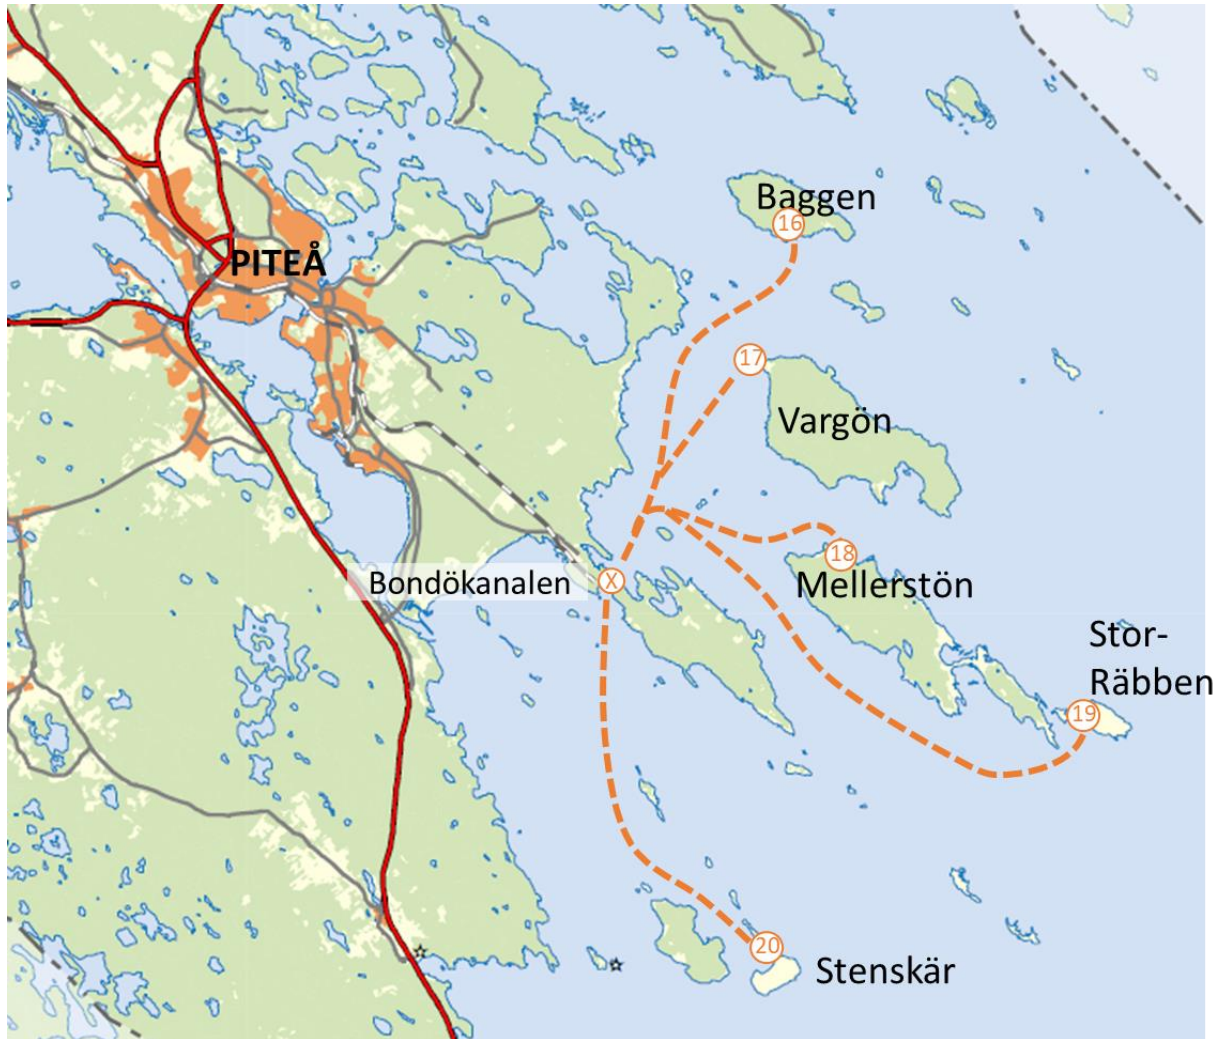 Baggen
16
PITEÅ
17
Vargön
18
Bondökanalen
X
Mellerstön
Stor-
Räbben
19
20
Stenskär